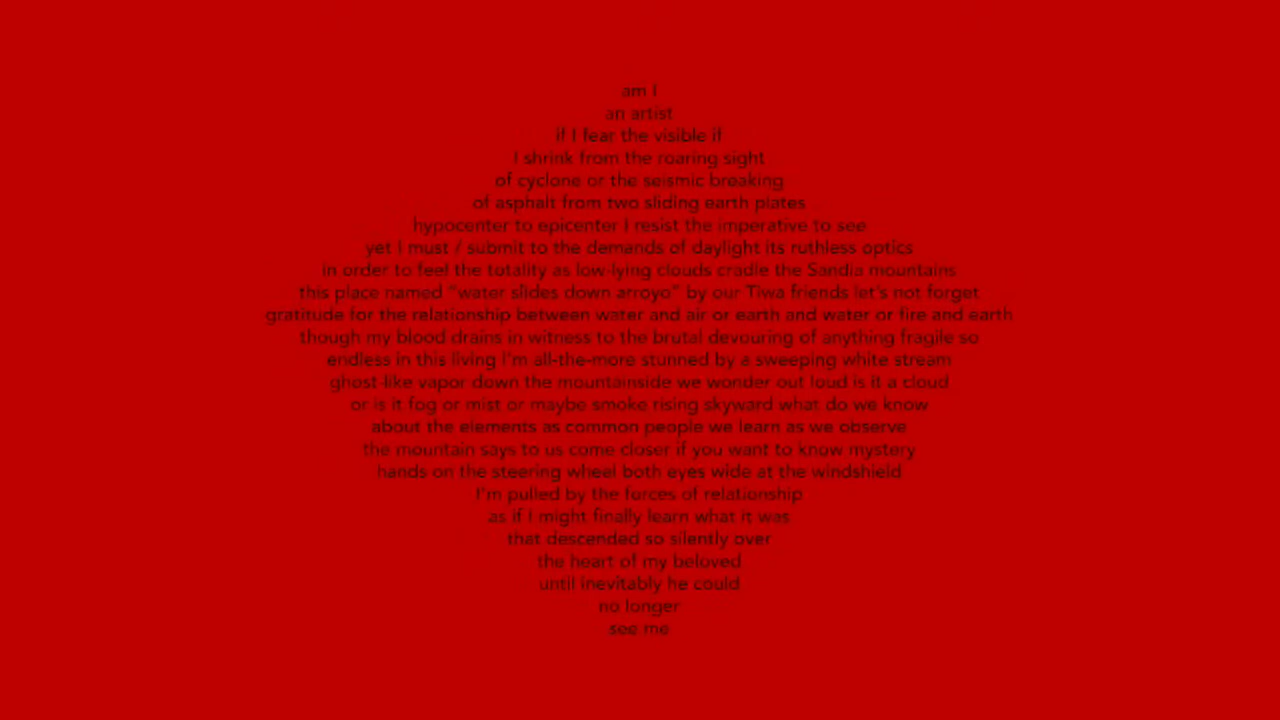 am I
an artist
if I fear the visible if
I shrink from the roaring sight
of cyclone or the seismic breaking
of asphalt from two sliding earth plates
hypocenter to epicenter I resist the imperative to see
yet I must / submit to the demands of daylight its ruthless optics
in order to feel the totality as low-lying clouds cradle the Sandia mountains
this place named “water slides down arroyo” by our Tiwa friends let’s not forget
gratitude for the relationship between water and air or earth and water or fire and earth
though my blood drains in witness to the brutal devouring of anything fragile so
endless in this living I’m all-the-more stunned by a sweeping white stream
ghost-like vapor down the mountainside we wonder out loud is it a cloud
or is it fog or mist or maybe smoke rising skyward what do we know
about the elements as common people we learn as we observe
the mountain says to us come closer if you want to know mystery
hands on the steering wheel both eyes wide at the windshield
I’m pulled by the forces of relationship
as if I might finally learn what it was
that descended so silently over
the heart of my beloved
until inevitably he could
no longer
see me